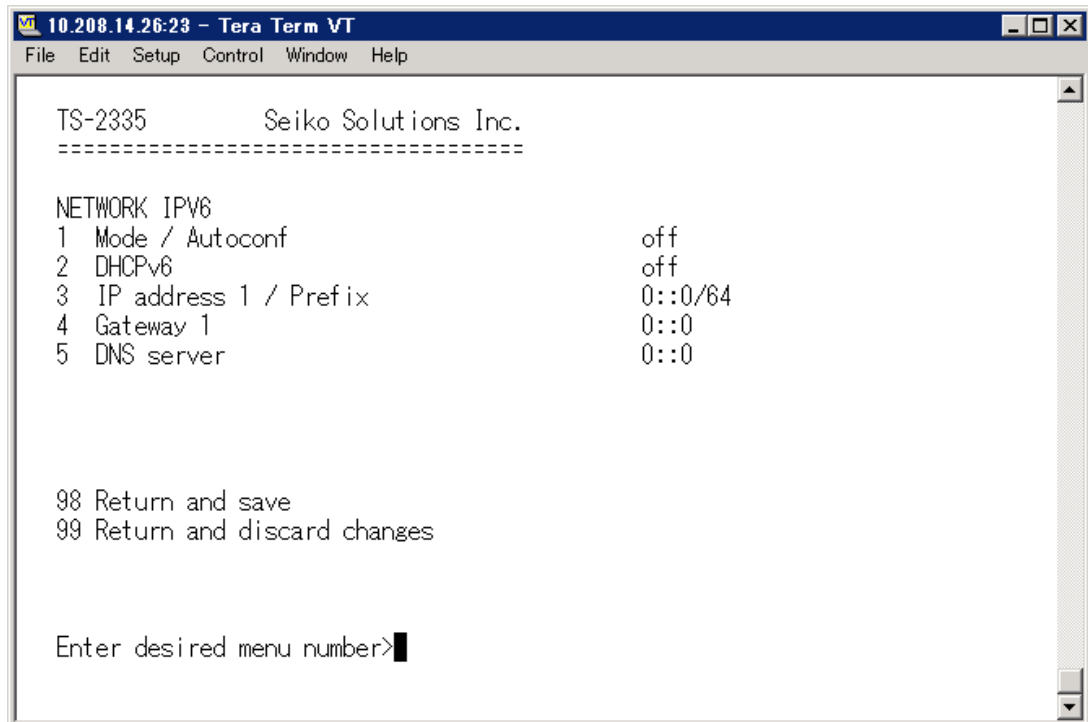 10.208.14.26:23 - Tera Term VT
File Edit Setup Control Window Help
TS-2335 Seiko Solutions Inc.
====================================
NETWORK IPV6
1 Mode / Autoconf off
2 DHCPv6 off
3 IP address 1 / Prefix 0::0/64
4 Gateway 1 0::0
5 DNS server 0::0
98 Return and save
99 Return and discard changes
Enter desired menu number>